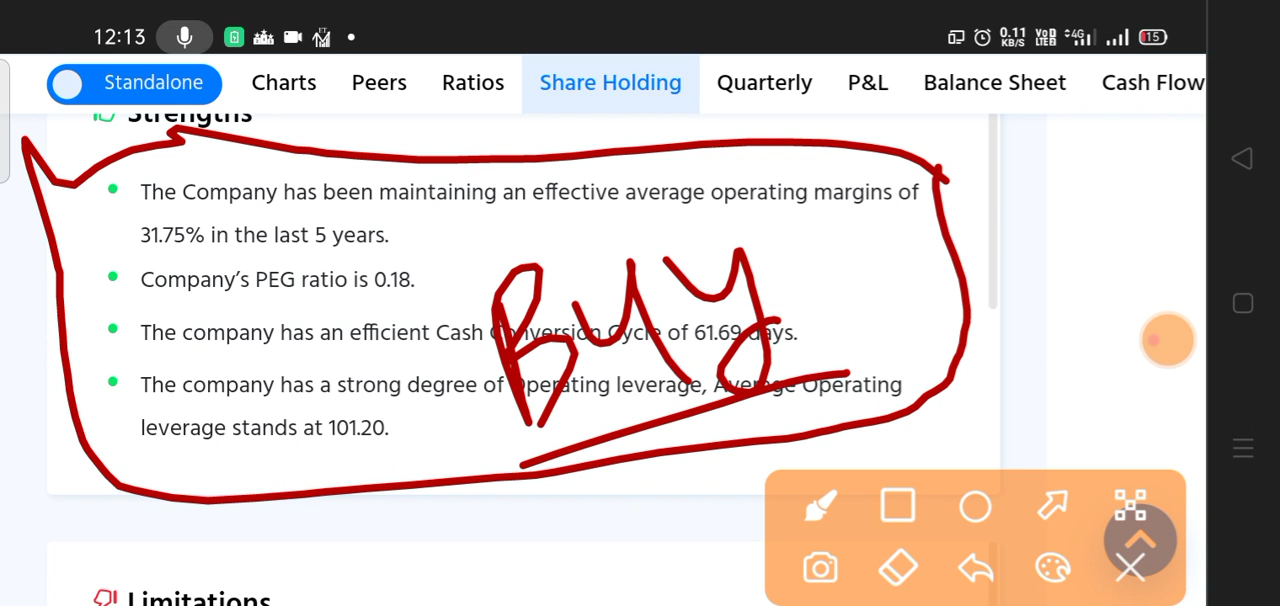 12:13 0.11 KB/S VoD LTE 4G 15
Standalone Charts Peers Ratios Share Holding Quarterly P&L Balance Sheet Cash Flow
Strengths
The Company has been maintaining an effective average operating margins of
31.75% in the last 5 years.
Company's PEG ratio is 0.18.
The company has an efficient Cash Conversion Cycle of 61.69 days.
The company has a strong degree of Operating leverage, Average Operating
leverage stands at 101.20.
Buy
Limitations